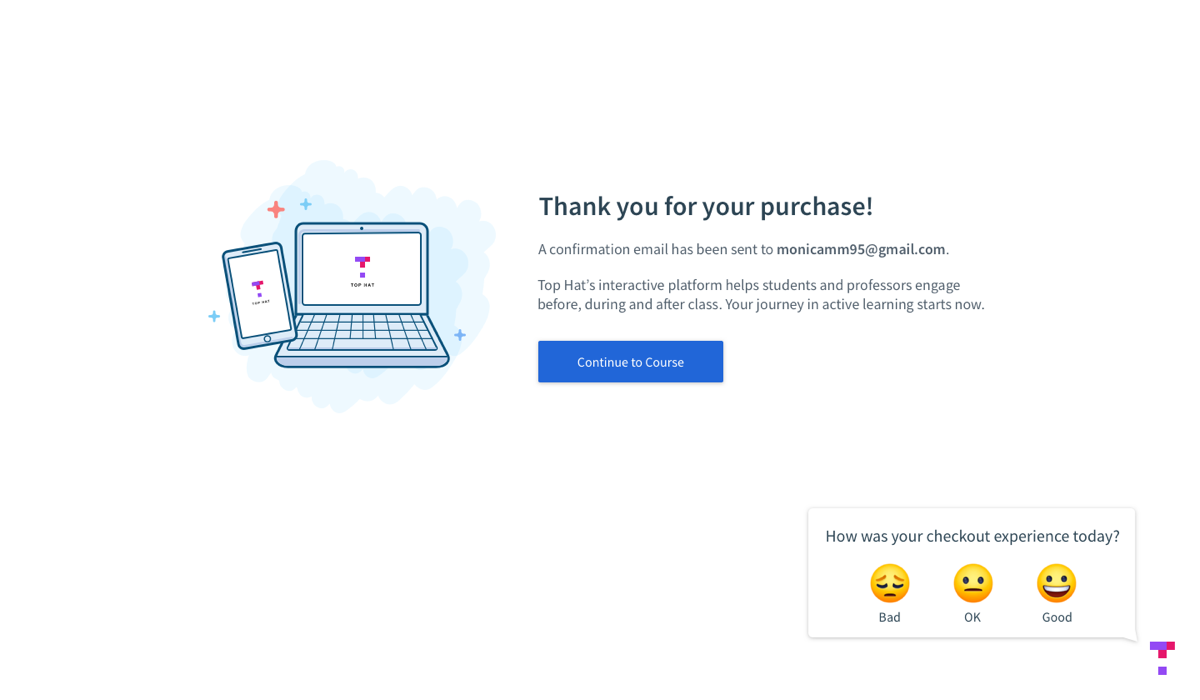 Thank you for your purchase!
A confirmation email has been sent to monicamm95@gmail.com.
Top Hat’s interactive platform helps students and professors engage
before, during and after class. Your journey in active learning starts now.
Continue to Course
TOP HAT
TOP HAT
How was your checkout experience today?
Bad OK Good